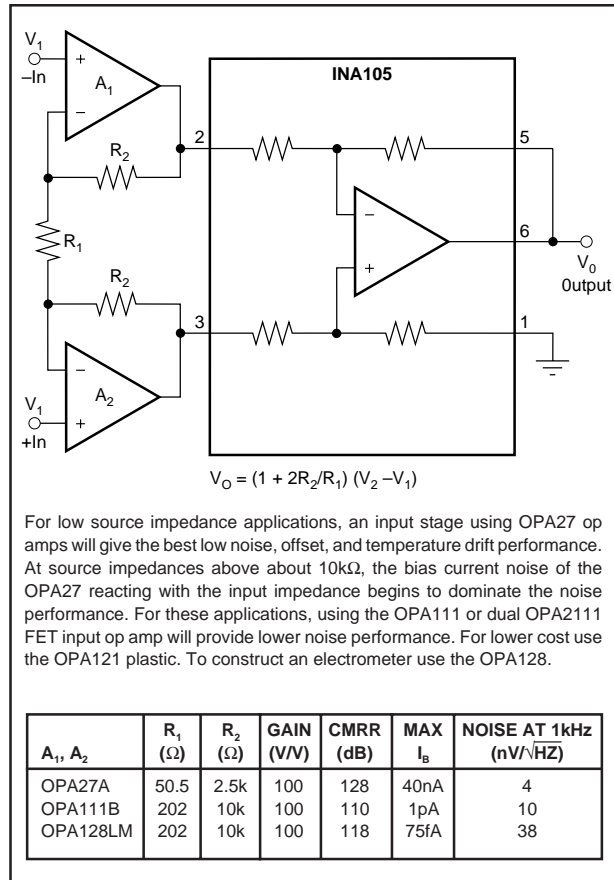 INA105
V1
–In
+
A1
–
2
5
R2
R1
–
6
+
V0
0utput
R2
3
1
–
A2
V1
+In
+
VO = (1 + 2R2/R1) (V2 –V1)
For low source impedance applications, an input stage using OPA27 op
amps will give the best low noise, offset, and temperature drift performance.
At source impedances above about 10kΩ, the bias current noise of the
OPA27 reacting with the input impedance begins to dominate the noise
performance. For these applications, using the OPA111 or dual OPA2111
FET input op amp will provide lower noise performance. For lower cost use
the OPA121 plastic. To construct an electrometer use the OPA128.
A1, A2 R1 (Ω) R2 (Ω) GAIN (V/V) CMRR (dB) MAX IB NOISE AT 1kHz (nV/√HZ)
OPA27A 50.5 2.5k 100 128 40nA 4
OPA111B 202 10k 100 110 1pA 10
OPA128LM 202 10k 100 118 75fA 38